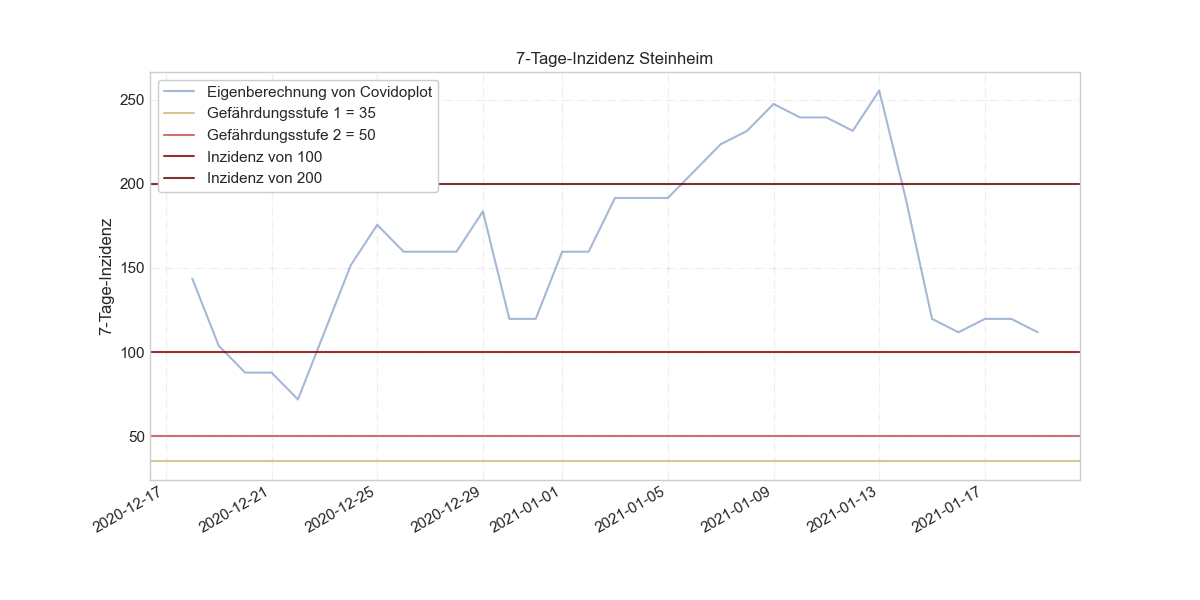 7-Tage-Inzidenz Steinheim
Eigenberechnung von Covidoplot
Gefährdungsstufe 1 = 35
Gefährdungsstufe 2 = 50
Inzidenz von 100
Inzidenz von 200
7-Tage-Inzidenz
250
200
150
100
50
2020-12-17
2020-12-21
2020-12-25
2020-12-29
2021-01-01
2021-01-05
2021-01-09
2021-01-13
2021-01-17